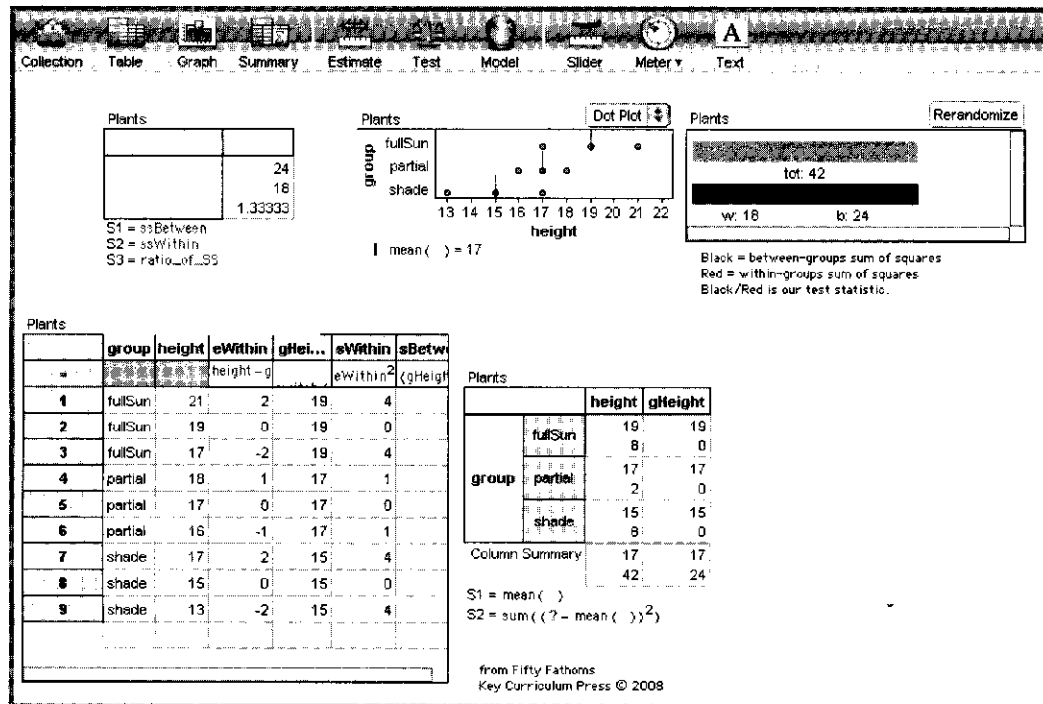 Collection Table Graph Summary Estimate Test Model Slider Meter ▾ A Text
Plants
24
18
1.33333
S1 = ssBetween
S2 = ssWithin
S3 = ratio_of_SS
Plants
Dot Plot
group
fullSun
partial
shade
13 14 15 16 17 18 19 20 21 22
height
mean( ) = 17
Plants
Rerandomize
tot: 42
w: 18 b: 24
Black = between-groups sum of squares
Red = within-groups sum of squares
Black/Red is our test statistic.
Plants
group height eWithin gHei... sWithin sBetwe
= height - g eWithin² (gHeigh
1 fullSun 21 2 19 4
2 fullSun 19 0 19 0
3 fullSun 17 -2 19 4
4 partial 18 1 17 1
5 partial 17 0 17 0
6 partial 16 -1 17 1
7 shade 17 2 15 4
8 shade 15 0 15 0
9 shade 13 -2 15 4
Plants
height gHeight
group
fullSun
19 19
8 0
partial
17 17
2 0
shade
15 15
8 0
Column Summary 17 17
42 24
S1 = mean( )
S2 = sum((? - mean( ))²)
from Fifty Fathoms
Key Curriculum Press © 2008